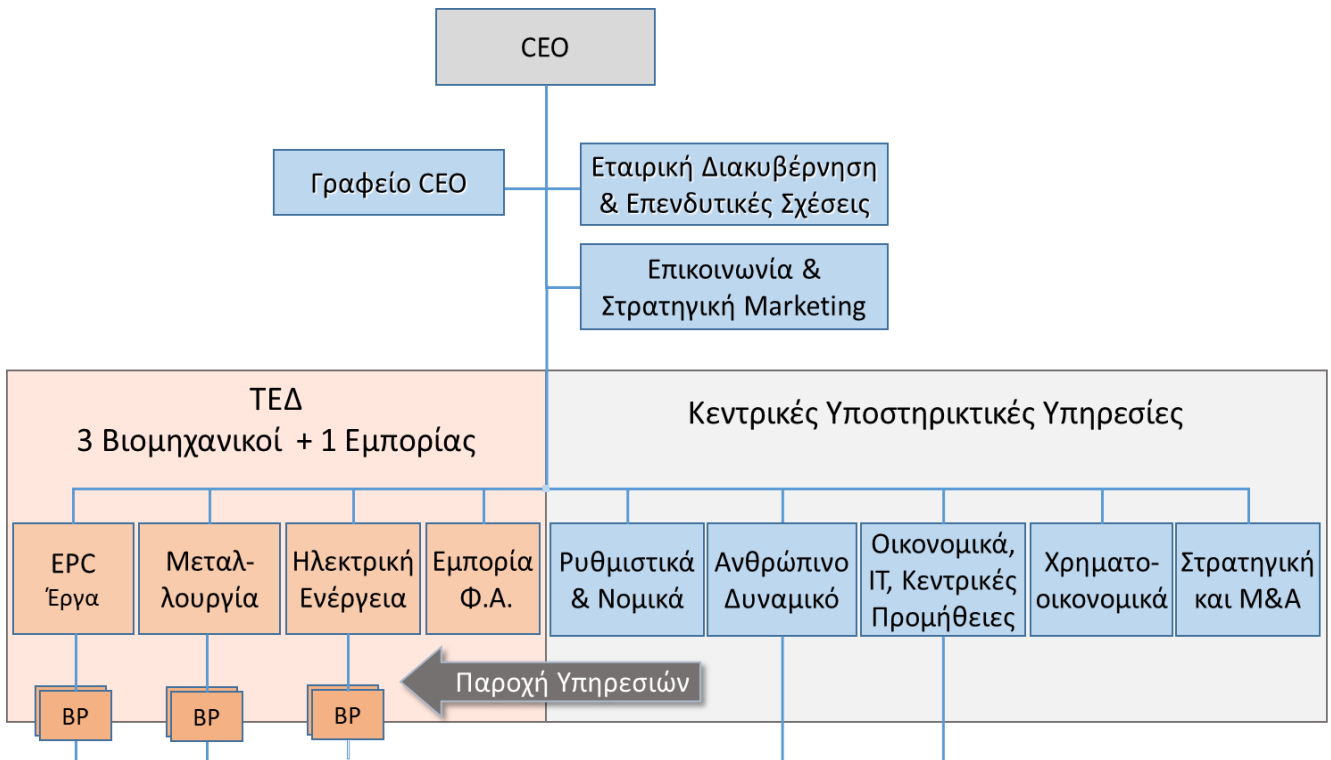 CEO
Γραφείο CEO
Εταιρική Διακυβέρνηση
& Επενδυτικές Σχέσεις
Επικοινωνία &
Στρατηγική Marketing
ΤΕΔ
3 Βιομηχανικοί + 1 Εμπορίας
Κεντρικές Υποστηρικτικές Υπηρεσίες
EPC
Έργα
Μεταλ-
λουργία
Ηλεκτρική
Ενέργεια
Εμπορία
Φ.Α.
Ρυθμιστικά
& Νομικά
Ανθρώπινο
Δυναμικό
Οικονομικά,
IT, Κεντρικές
Προμήθειες
Χρηματο-
οικονομικά
Στρατηγική
και M&A
Παροχή Υπηρεσιών
BP
BP
BP